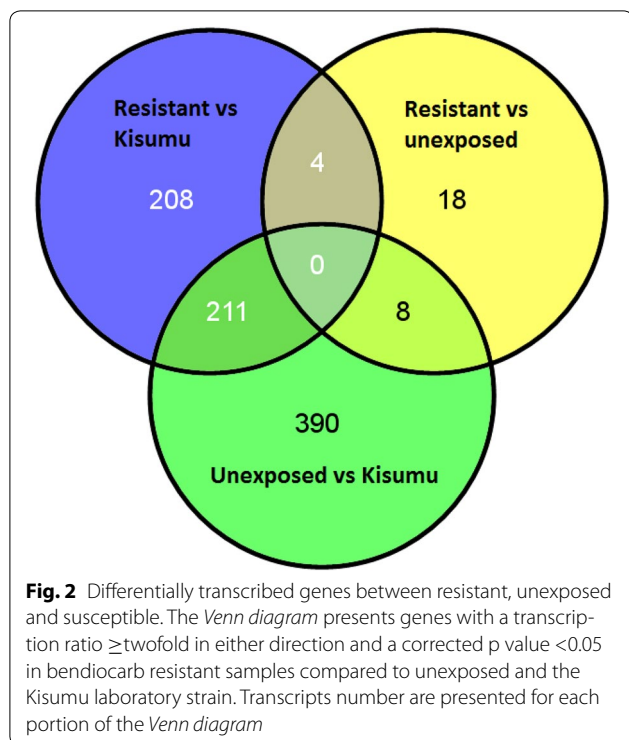 Resistant vs
Kisumu
Resistant vs
unexposed
4
208
18
0
211
8
390
Unexposed vs Kisumu
Fig. 2 Differentially transcribed genes between resistant, unexposed
and susceptible. The Venn diagram presents genes with a transcrip-
tion ratio ≥twofold in either direction and a corrected p value <0.05
in bendiocarb resistant samples compared to unexposed and the
Kisumu laboratory strain. Transcripts number are presented for each
portion of the Venn diagram